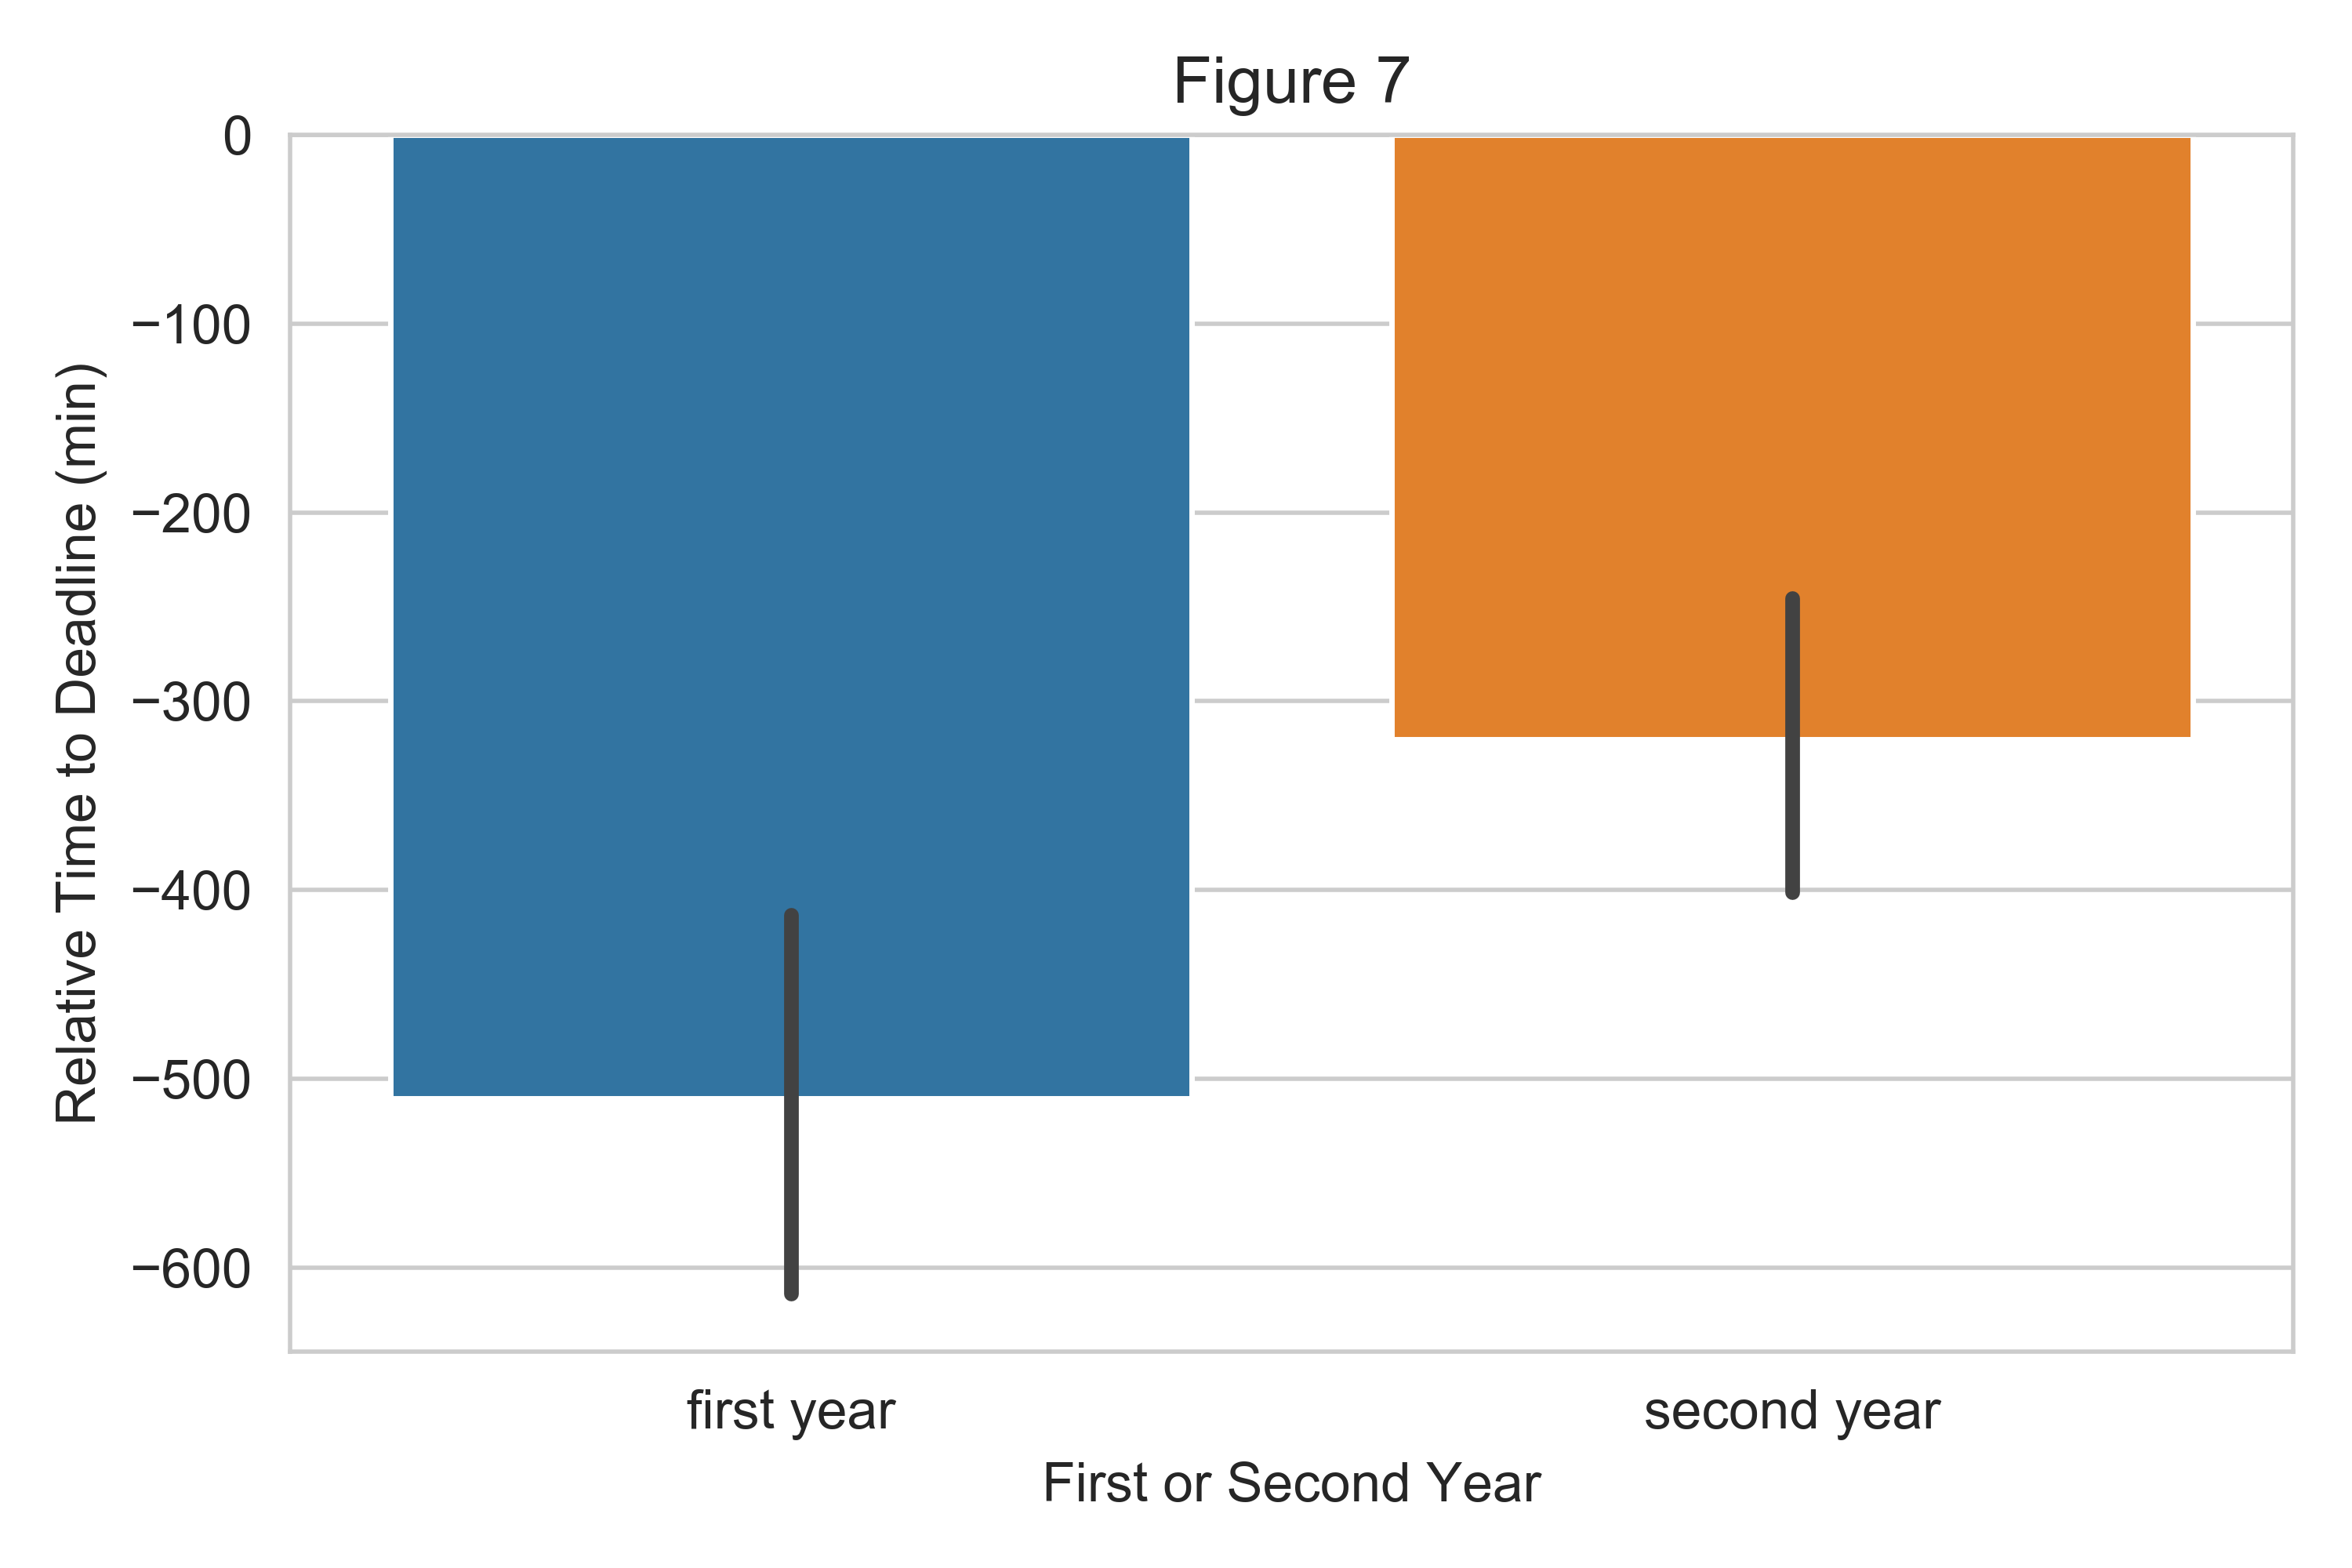 Figure 7
0
−100
−200
−300
−400
−500
−600
Relative Time to Deadline (min)
first year
second year
First or Second Year